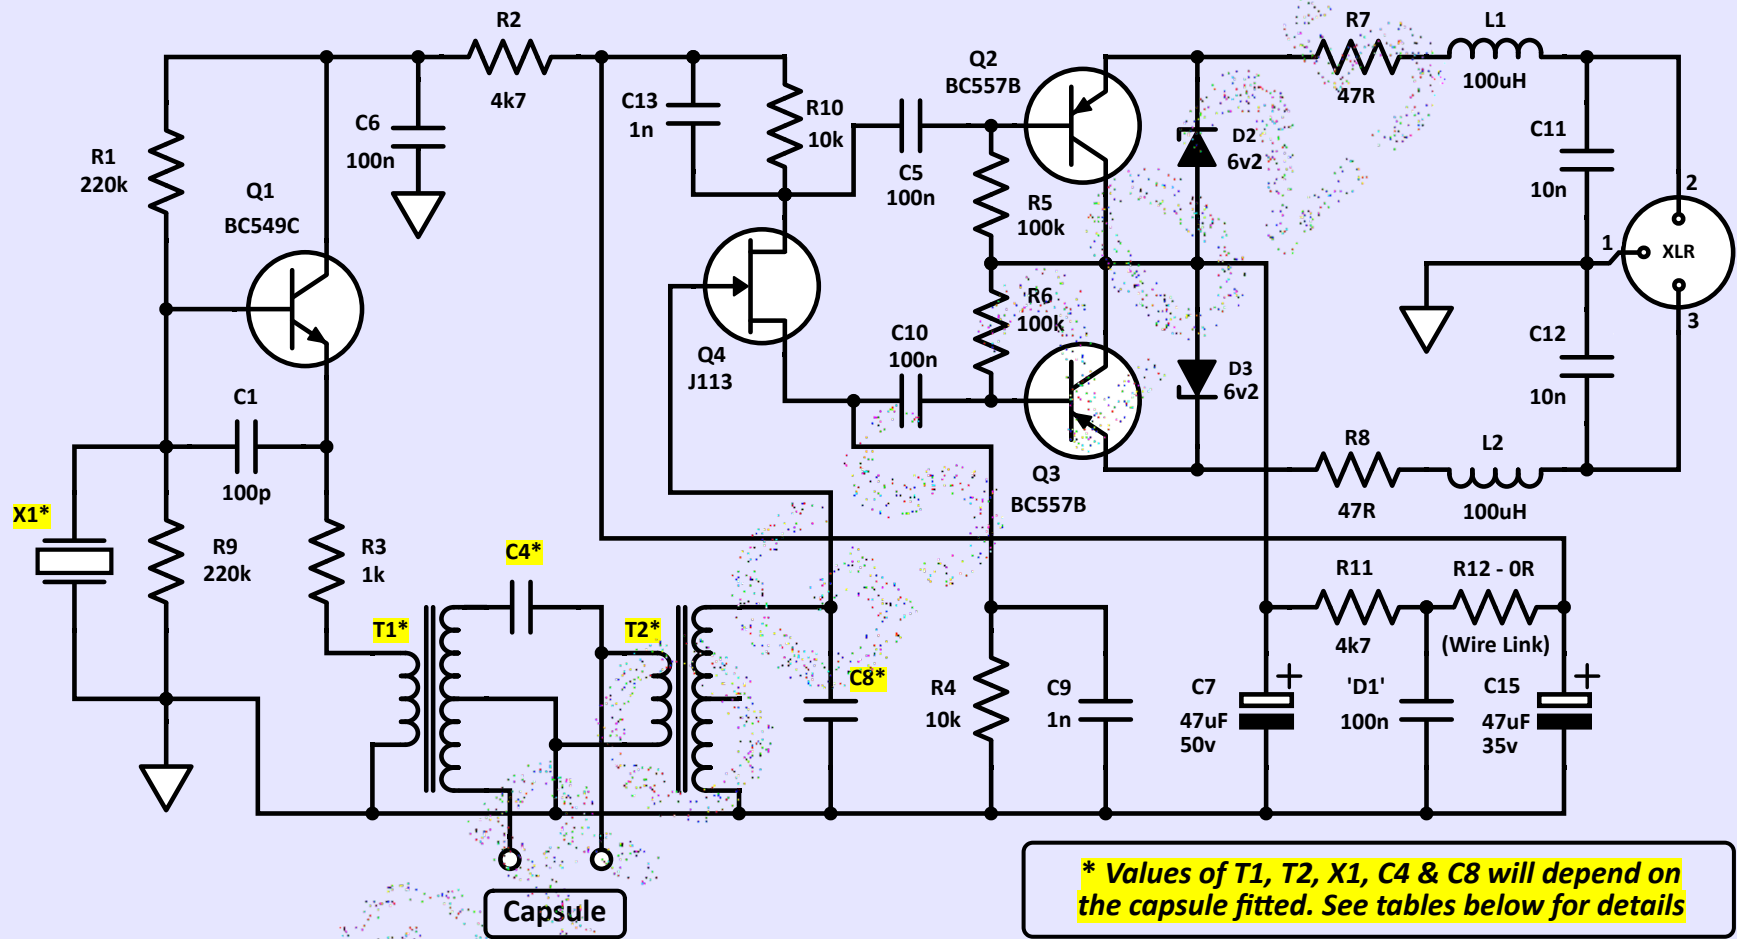 R2
4k7
R7
47R
L1
100uH
Q2
BC557B
C13
1n
R10
10k
C6
100n
R1
220k
Q1
BC549C
C5
100n
R5
100k
D2
6v2
C11
10n
2
1
XLR
3
R6
100k
C10
100n
Q4
J113
D3
6v2
C12
10n
C1
100p
Q3
BC557B
R8
47R
L2
100uH
X1*
R9
220k
R3
1k
C4*
T1*
T2*
C8*
R4
10k
C9
1n
R11
4k7
R12 - 0R
(Wire Link)
C7
47uF
50v
+
'D1'
100n
C15
47uF
35v
+
Capsule
* Values of T1, T2, X1, C4 & C8 will depend on
the capsule fitted. See tables below for details